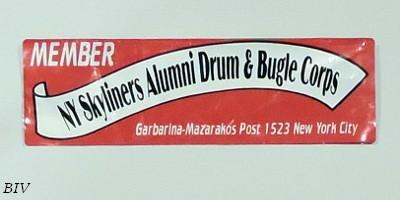 MEMBER
NY Skyliners Alumni Drum & Bugle Corps
Garbarina-Mazarakos Post 1523 New York City
BIV